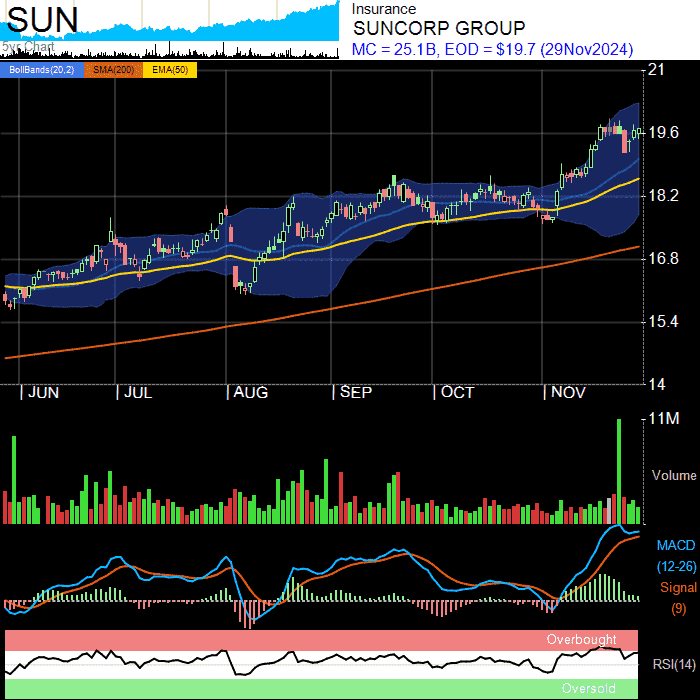 SUN
5yr Chart
Insurance
SUNCORP GROUP
MC = 25.1B, EOD = $19.7 (29Nov2024)
BollBands(20,2) SMA(200) EMA(50)
21
19.6
18.2
16.8
15.4
14
| JUN | JUL | AUG | SEP | OCT | NOV
11M
Volume
MACD
(12-26)
Signal
(9)
Overbought
RSI(14)
Oversold